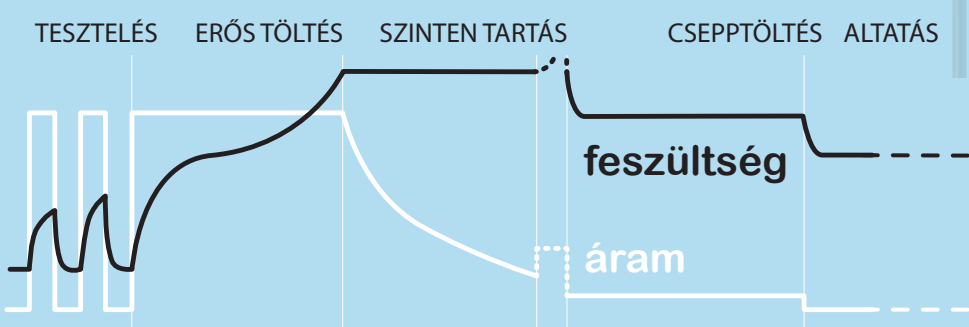 TESZTELÉS ERŐS TÖLTÉS SZINTEN TARTÁS CSEPPTÖLTÉS ALTATÁS
feszültség
áram